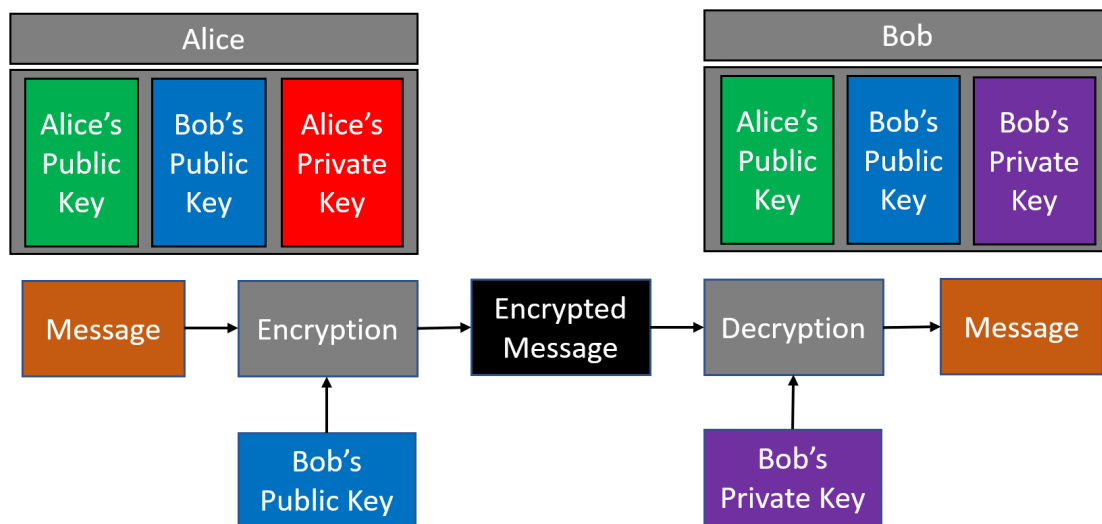 Alice
Bob
Alice’s
Public
Key
Bob’s
Public
Key
Alice’s
Private
Key
Alice’s
Public
Key
Bob’s
Public
Key
Bob’s
Private
Key
Message
Encryption
Encrypted
Message
Decryption
Message
Bob’s
Public Key
Bob’s
Private Key